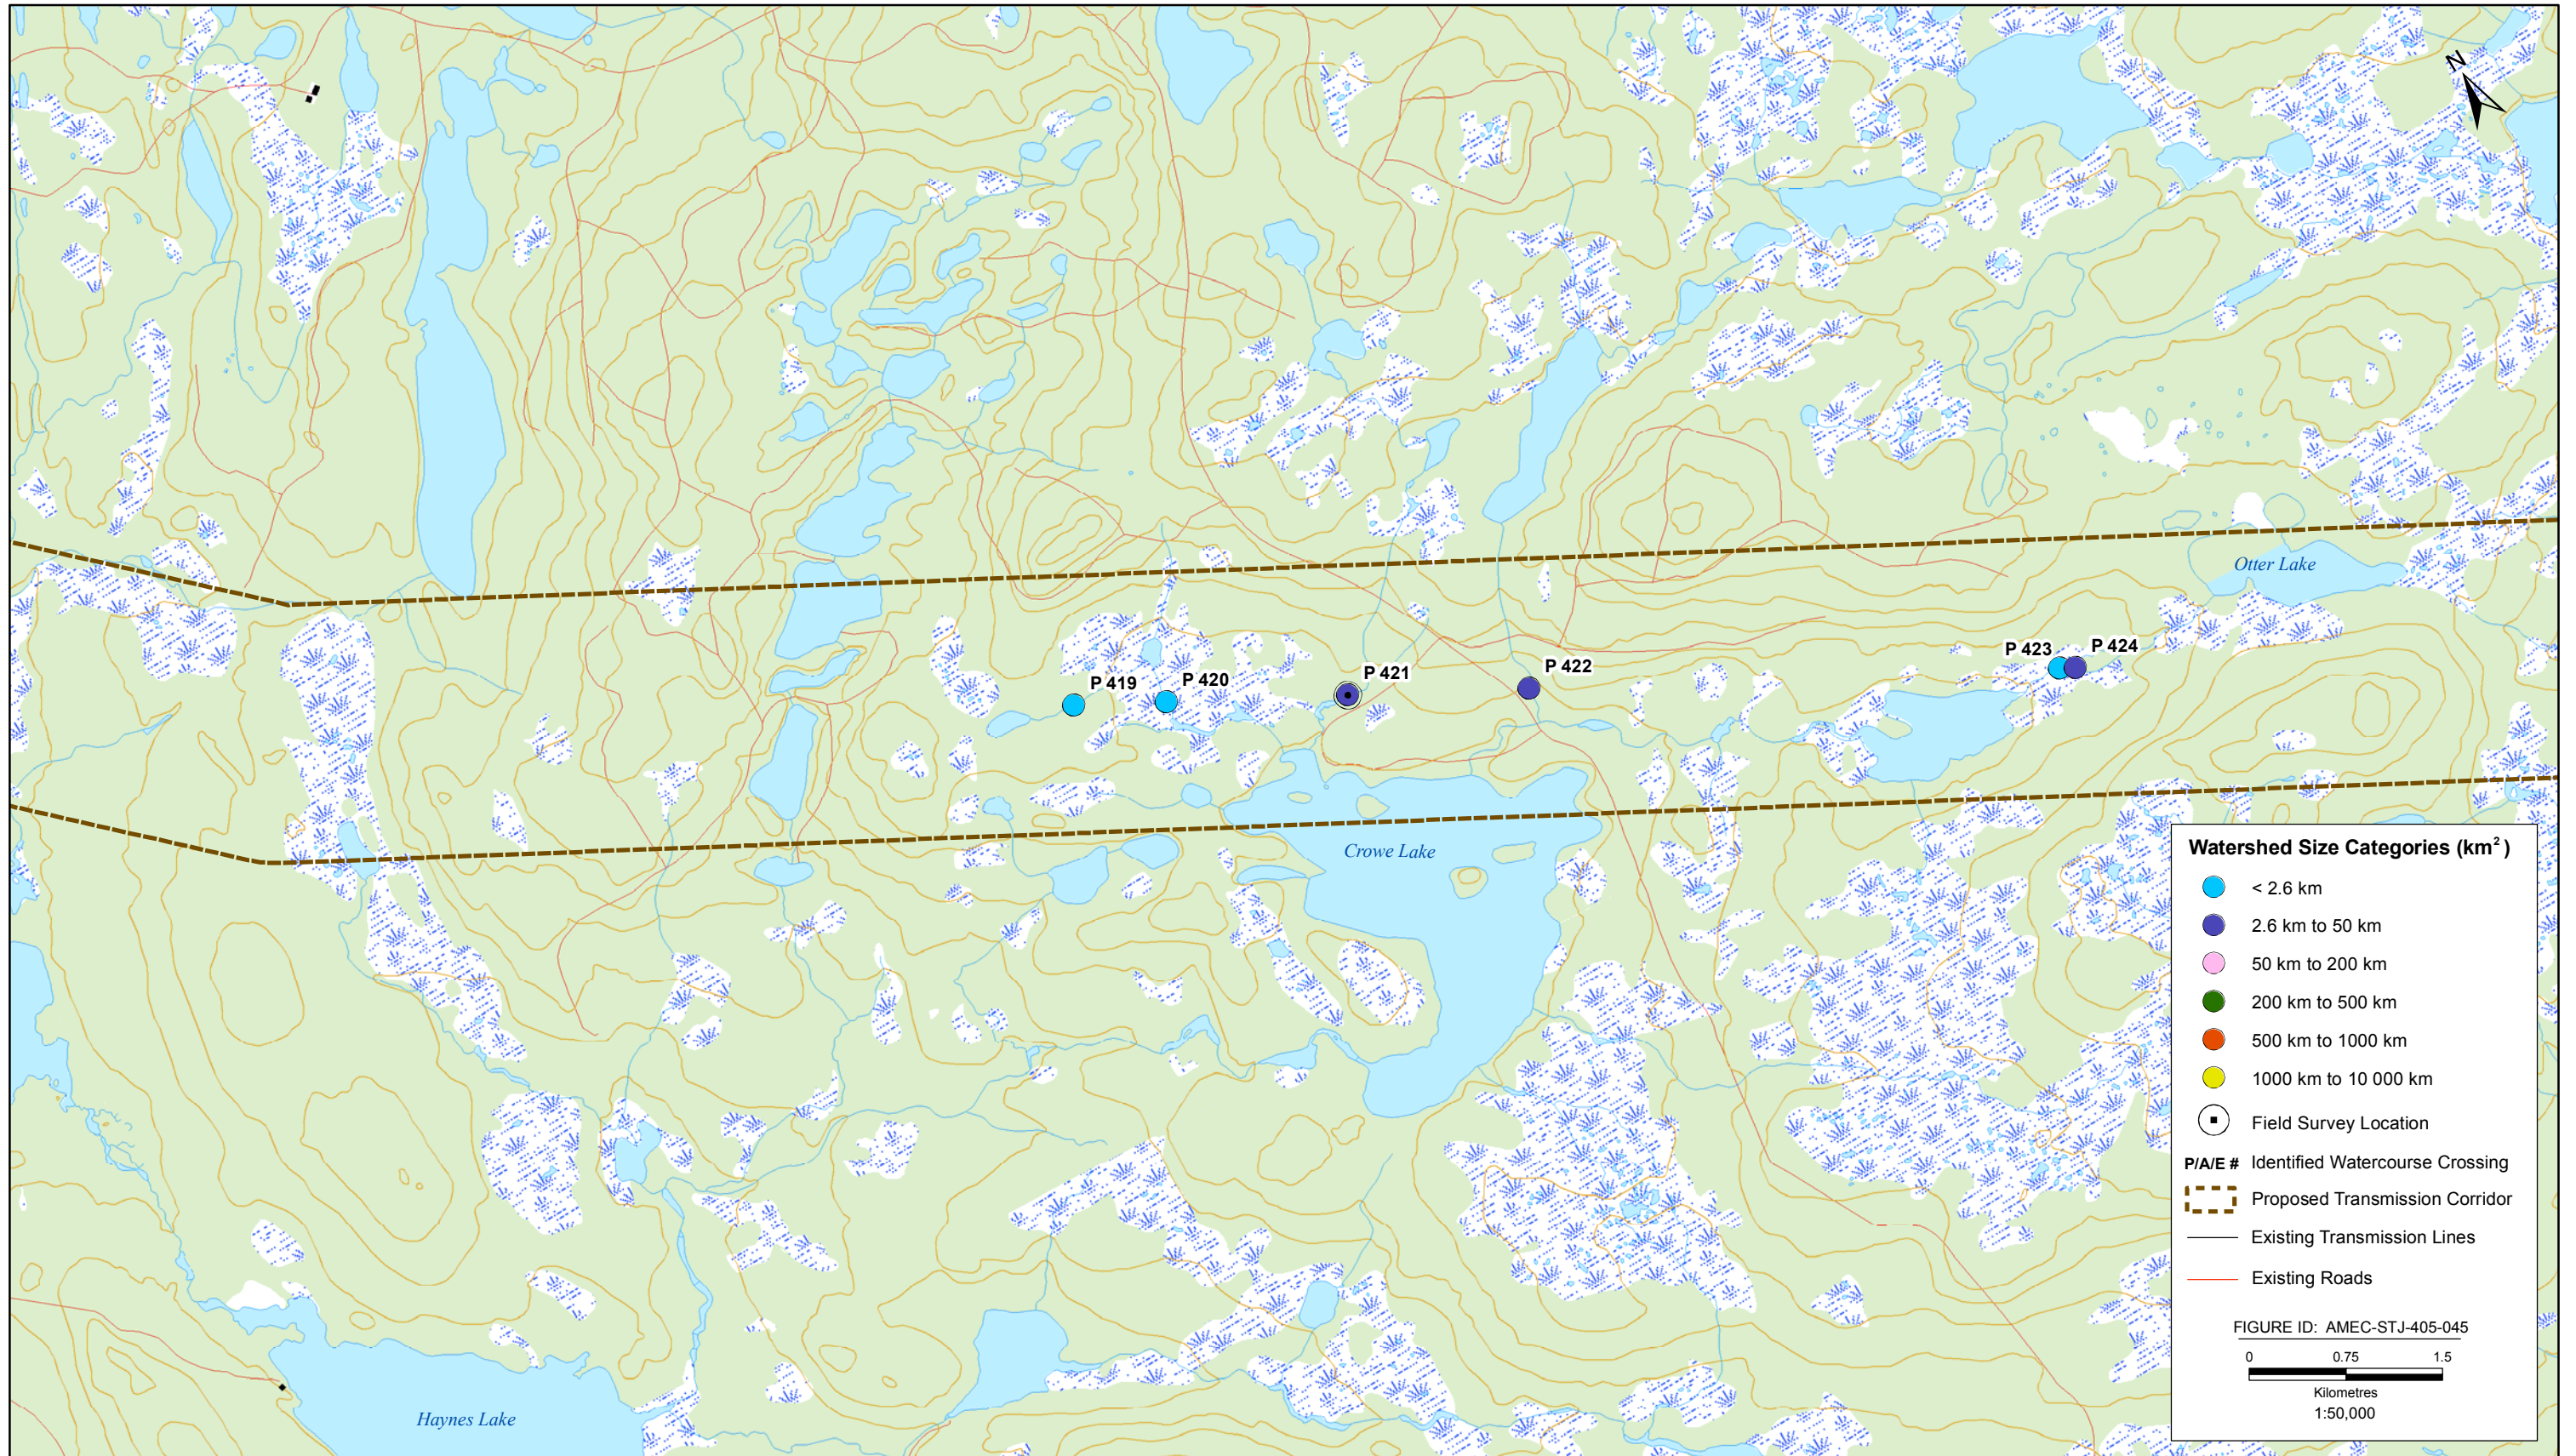 N
Otter Lake
P 423
P 424
P 422
P 421
P 420
P 419
Crowe Lake
Haynes Lake
Watershed Size Categories (km²)
< 2.6 km
2.6 km to 50 km
50 km to 200 km
200 km to 500 km
500 km to 1000 km
1000 km to 10 000 km
Field Survey Location
P/A/E # Identified Watercourse Crossing
Proposed Transmission Corridor
Existing Transmission Lines
Existing Roads
FIGURE ID: AMEC-STJ-405-045
0 0.75 1.5
Kilometres
1:50,000